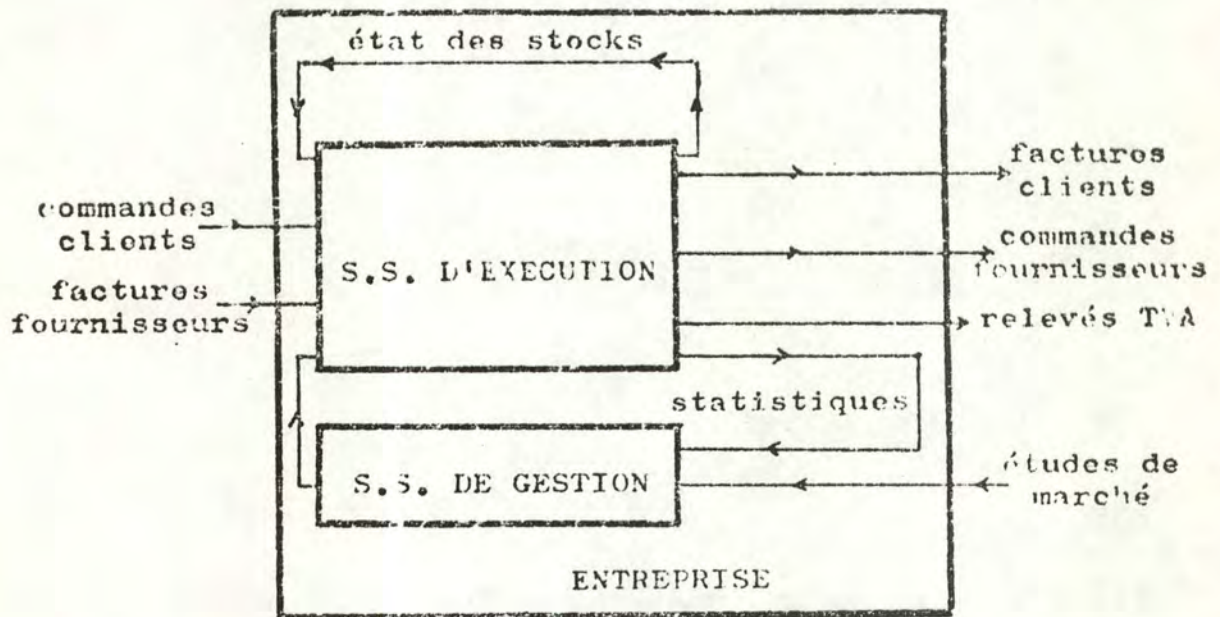 état des stocks
commandes
clients
factures
fournisseurs
S.S. D'EXECUTION
factures
clients
commandes
fournisseurs
relevés TVA
statistiques
S.S. DE GESTION
études de
marché
ENTREPRISE